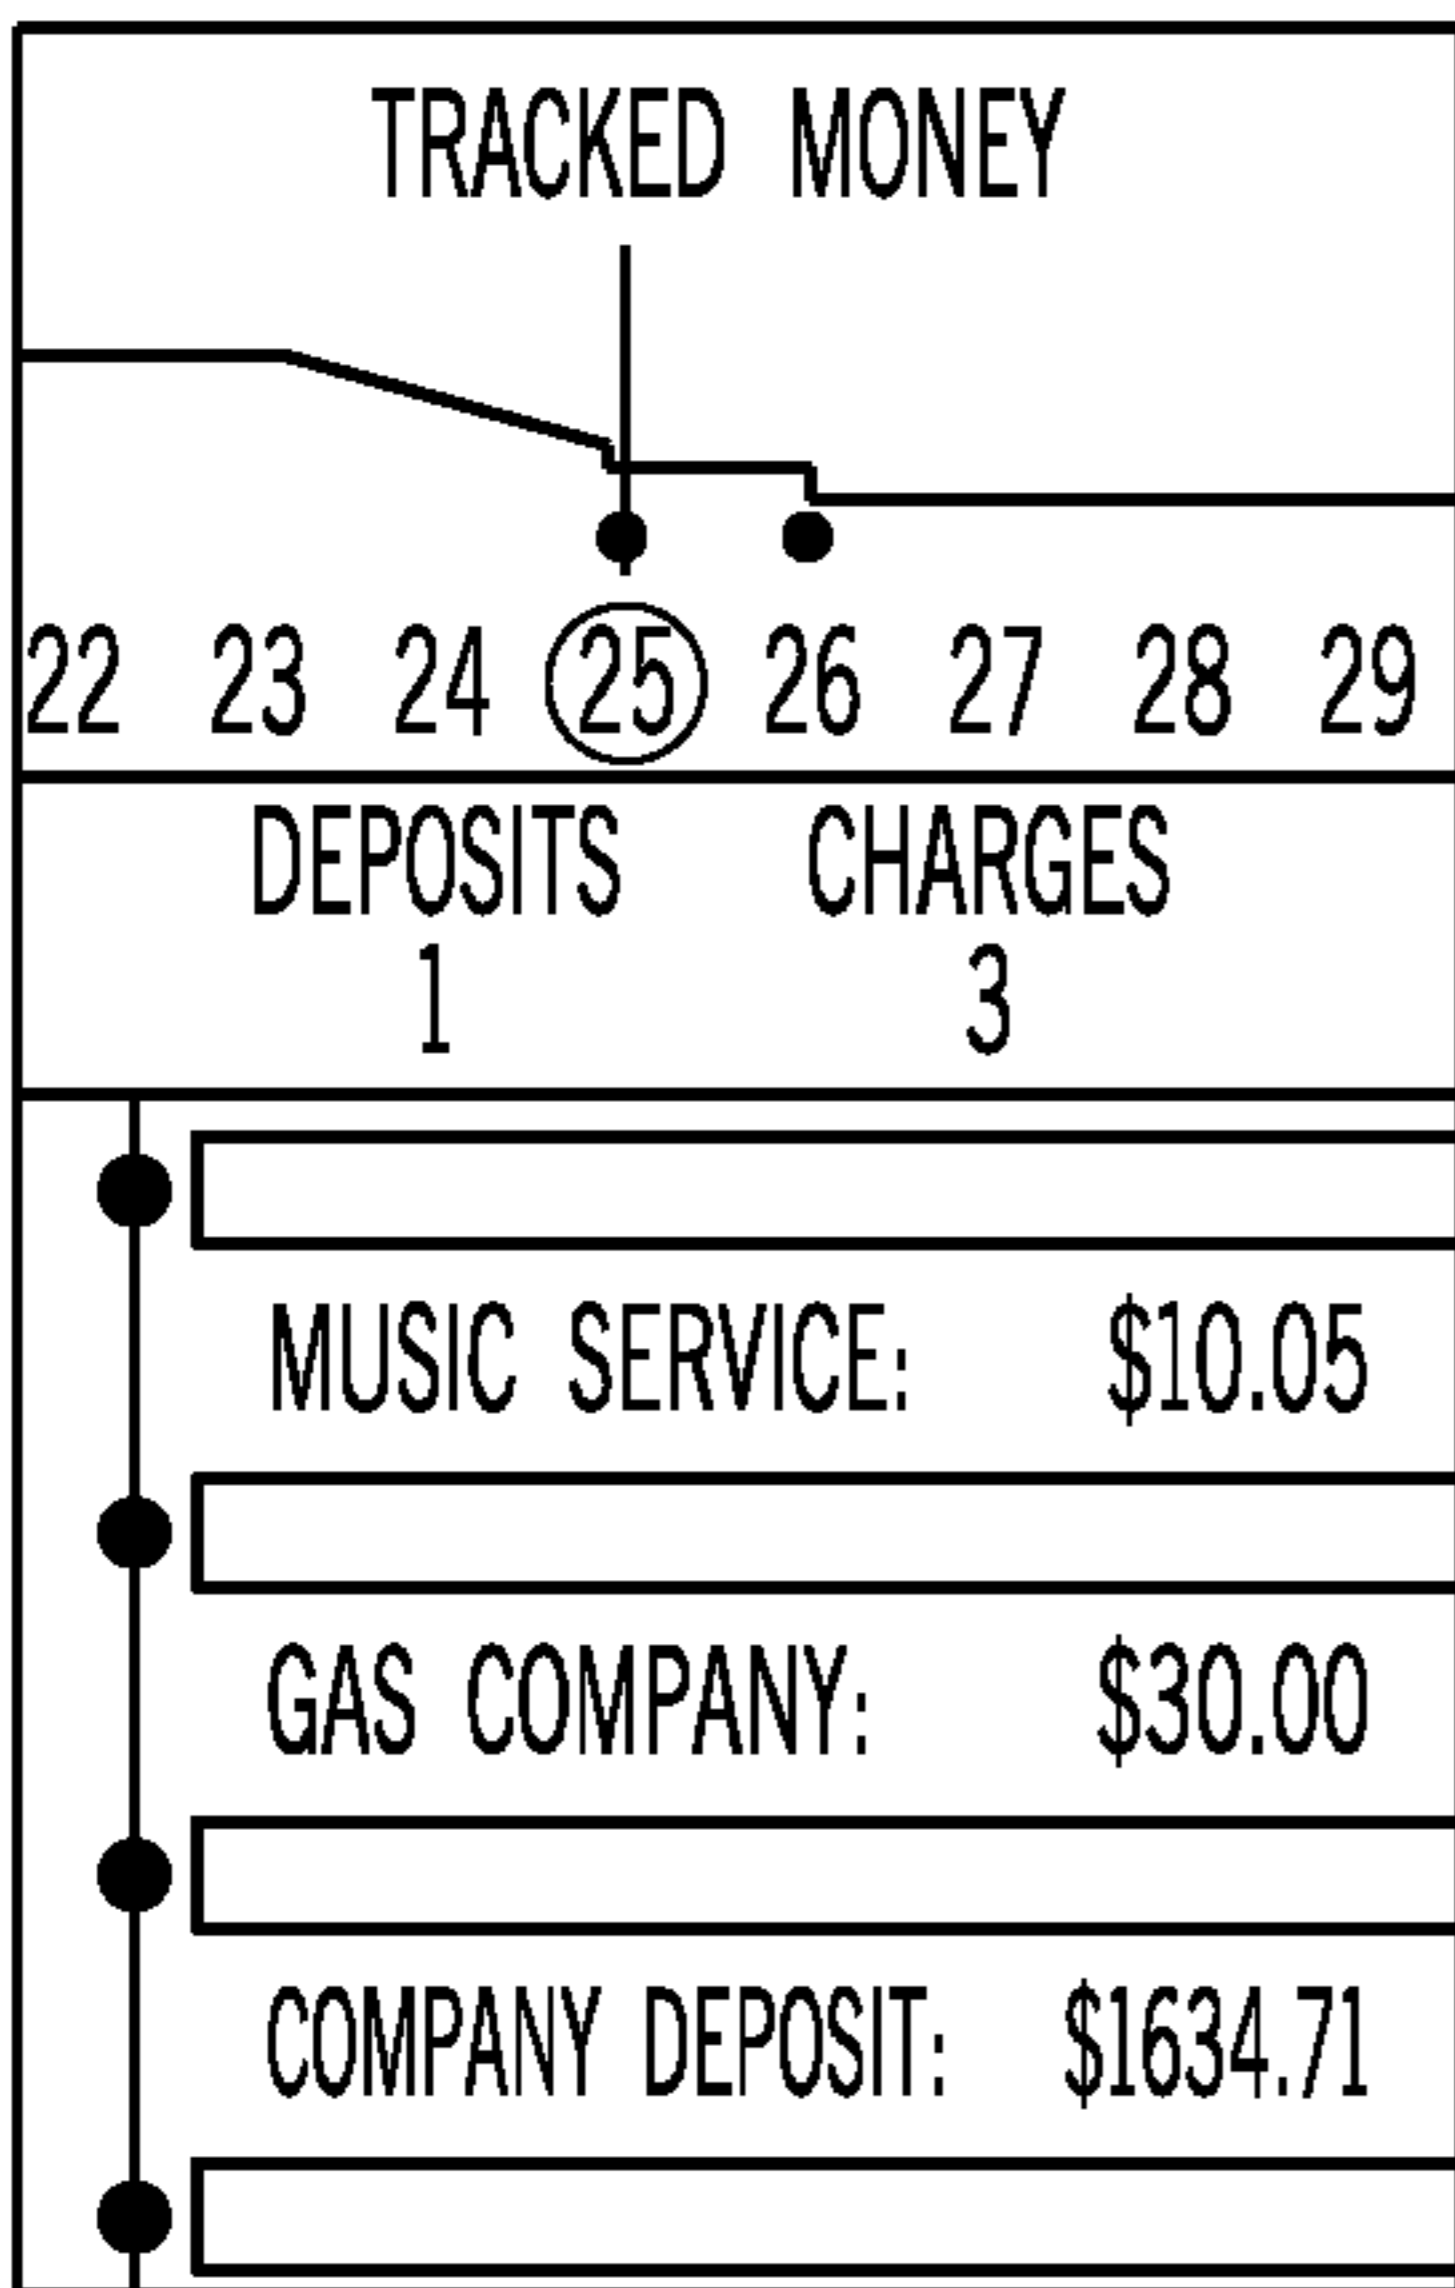 TRACKED MONEY
22 23 24 25 26 27 28 29
DEPOSITS CHARGES
1 3
MUSIC SERVICE: $10.05
GAS COMPANY: $30.00
COMPANY DEPOSIT: $1634.71